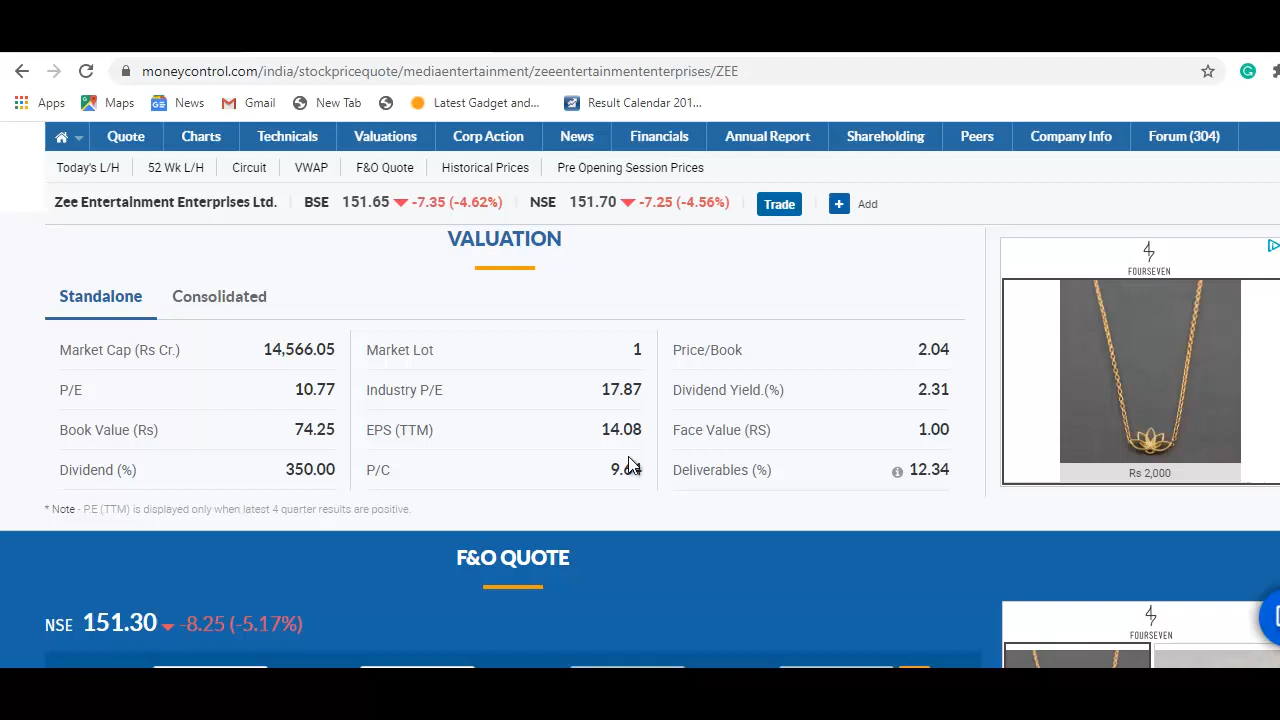 moneycontrol.com/india/stockpricequote/mediaentertainment/zeeentertainmententerprises/ZEE
Apps Maps News Gmail New Tab Latest Gadget and... Result Calendar 201...
Quote Charts Technicals Valuations Corp Action News Financials Annual Report Shareholding Peers Company Info Forum (304)
Today's L/H 52 Wk L/H Circuit VWAP F&O Quote Historical Prices Pre Opening Session Prices
Zee Entertainment Enterprises Ltd. BSE 151.65 -7.35 (-4.62%) NSE 151.70 -7.25 (-4.56%) Trade + Add
VALUATION
FOURSEVEN
Standalone Consolidated
Market Cap (Rs Cr.) 14,566.05 Market Lot 1 Price/Book 2.04
P/E 10.77 Industry P/E 17.87 Dividend Yield.(%) 2.31
Book Value (Rs) 74.25 EPS (TTM) 14.08 Face Value (RS) 1.00
Dividend (%) 350.00 P/C Deliverables (%) 12.34
Rs 2,000
* Note - P.E (TTM) is displayed only when latest 4 quarter results are positive.
F&O QUOTE
NSE 151.30 -8.25 (-5.17%)
FOURSEVEN